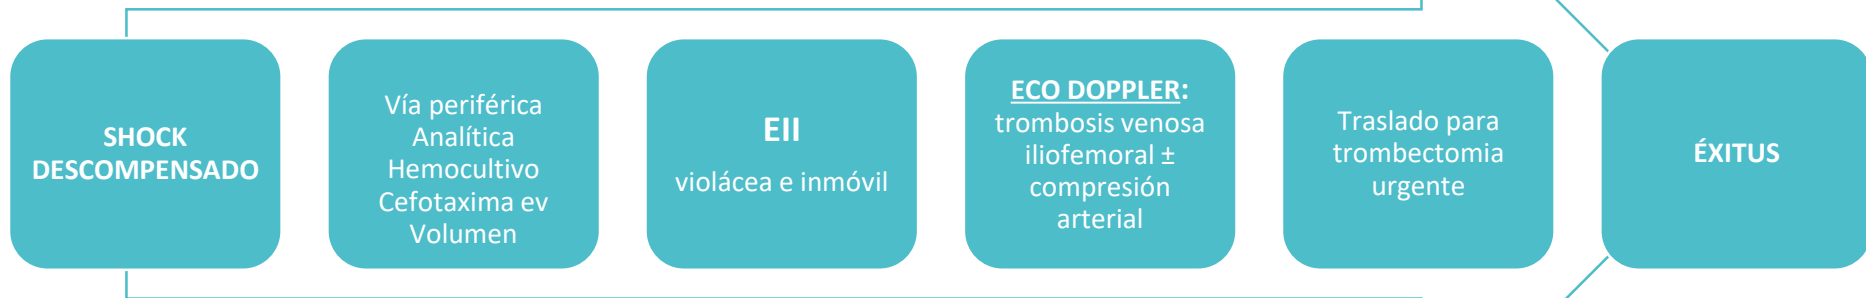 SHOCK
DESCOMPENSADO
Vía periférica
Analítica
Hemocultivo
Cefotaxima ev
Volumen
EII
violácea e inmóvil
ECO DOPPLER:
trombosis venosa
iliofemoral ±
compresión
arterial
Traslado para
trombectomia
urgente
ÉXITUS